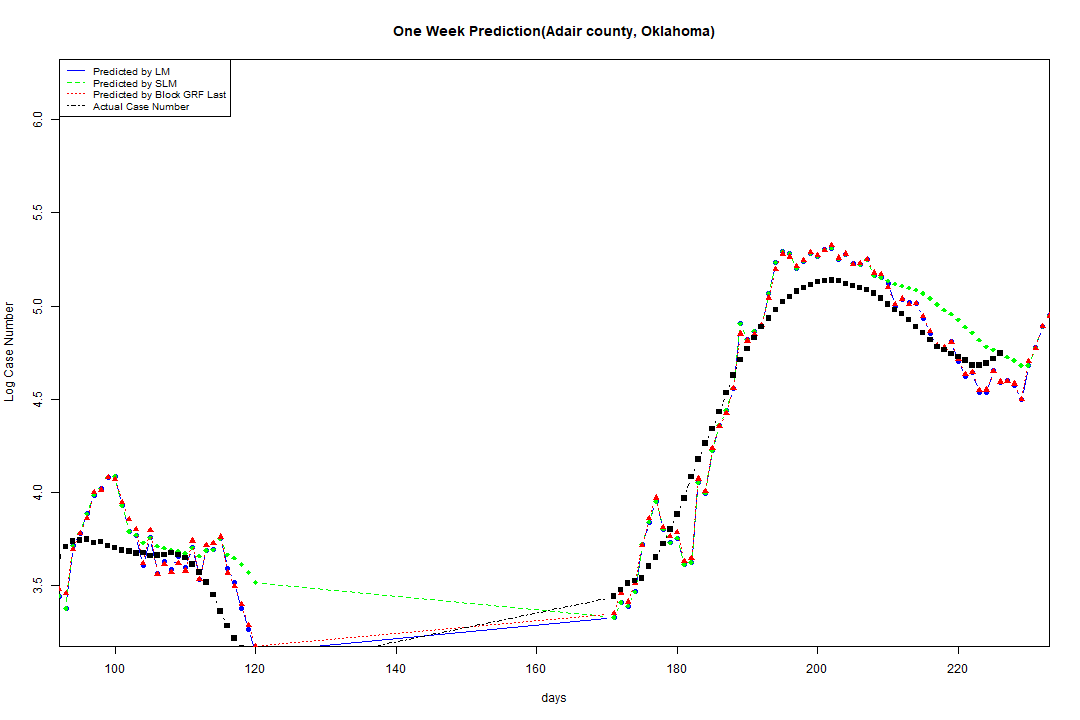 One Week Prediction(Adair county, Oklahoma)
Predicted by LM
Predicted by SLM
Predicted by Block GRF Last
Actual Case Number
Log Case Number
6.0
5.5
5.0
4.5
4.0
3.5
100 120 140 160 180 200 220
days